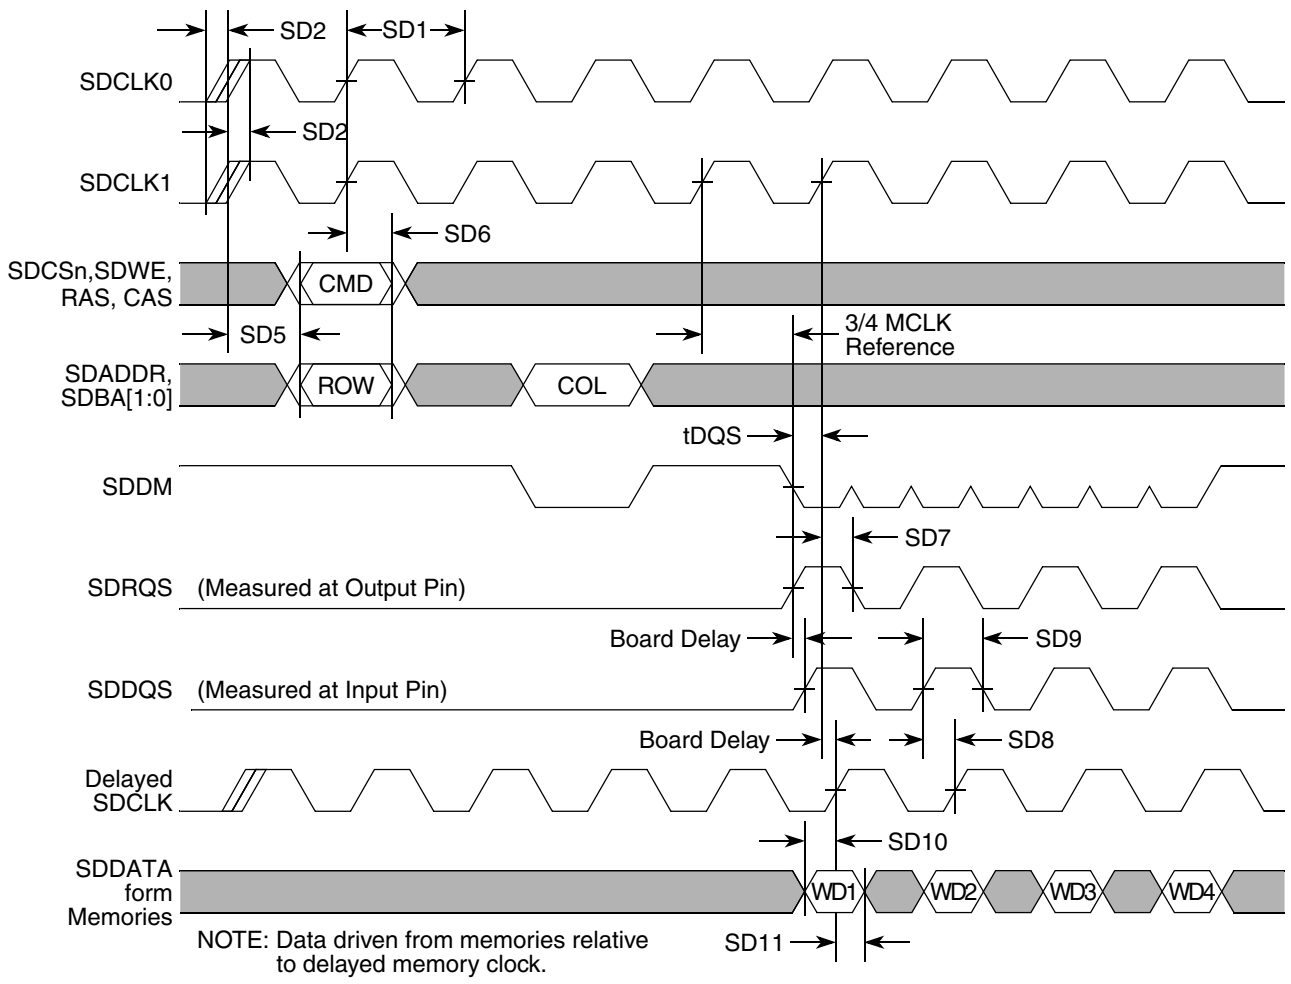 SD2
SD1
SDCLK0
SD2
SDCLK1
SD6
SDCSn,SDWE,
RAS, CAS
CMD
SD5
3/4 MCLK
Reference
SDADDR,
SDBA[1:0]
ROW
COL
tDQS
SDDM
SD7
SDRQS (Measured at Output Pin)
Board Delay
SD9
SDDQS (Measured at Input Pin)
Board Delay
SD8
Delayed
SDCLK
SD10
SDDATA
form
Memories
WD1
WD2
WD3
WD4
NOTE: Data driven from memories relative
to delayed memory clock.
SD11